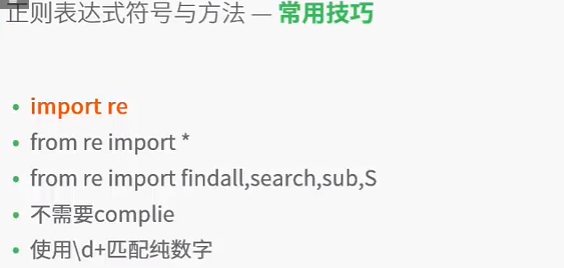 正则表达式符号与方法 — 常用技巧
import re
from re import *
from re import findall,search,sub,S
不需要complie
使用\d+匹配纯数字